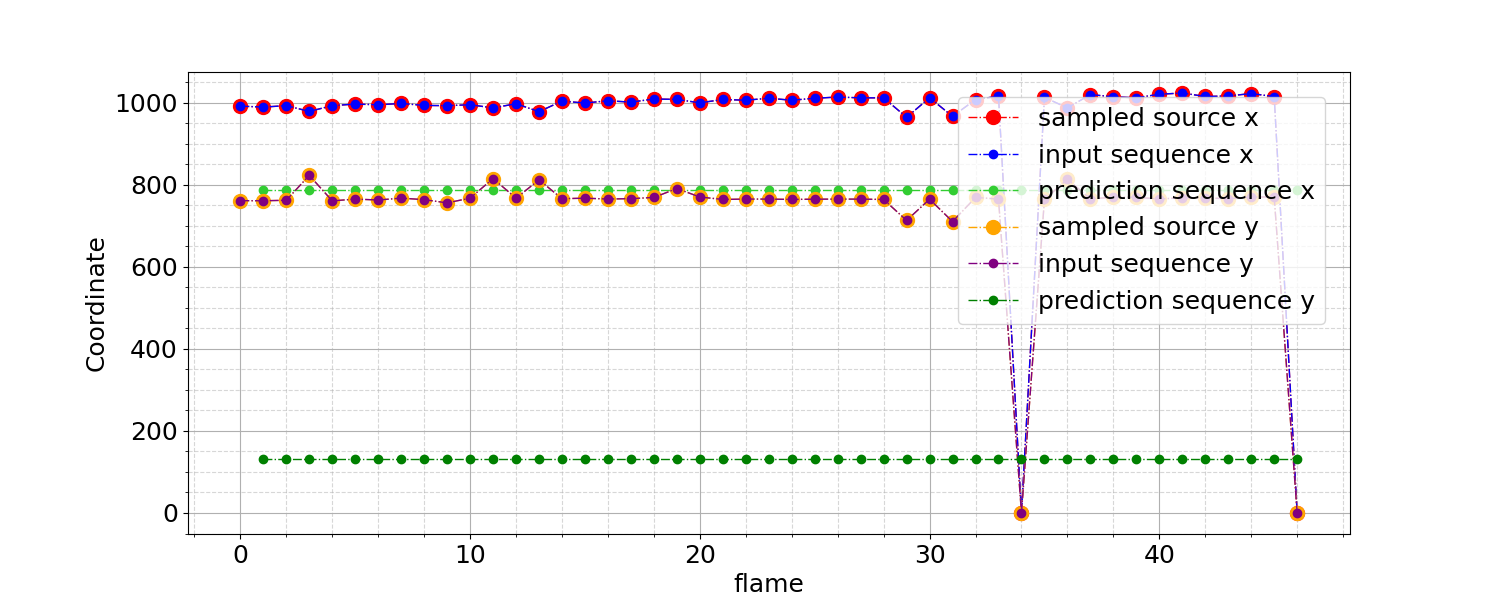 1000
800
600
400
200
0
Coordinate
sampled source x
input sequence x
prediction sequence x
sampled source y
input sequence y
prediction sequence y
0 10 20 30 40
flame